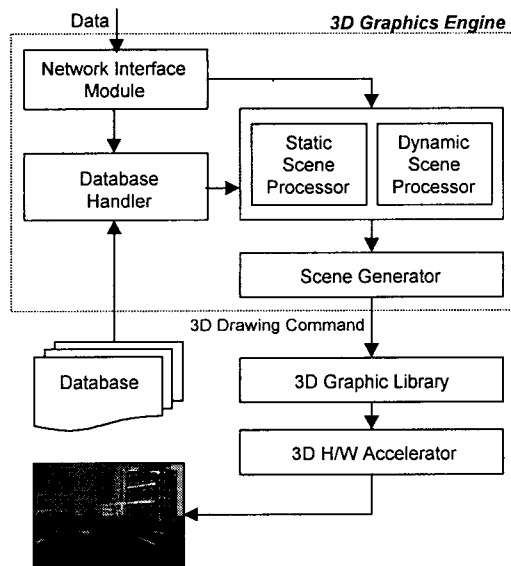 Data
3D Graphics Engine
Network Interface
Module
Static
Scene
Processor
Dynamic
Scene
Processor
Database
Handler
Scene Generator
3D Drawing Command
Database
3D Graphic Library
3D H/W Accelerator